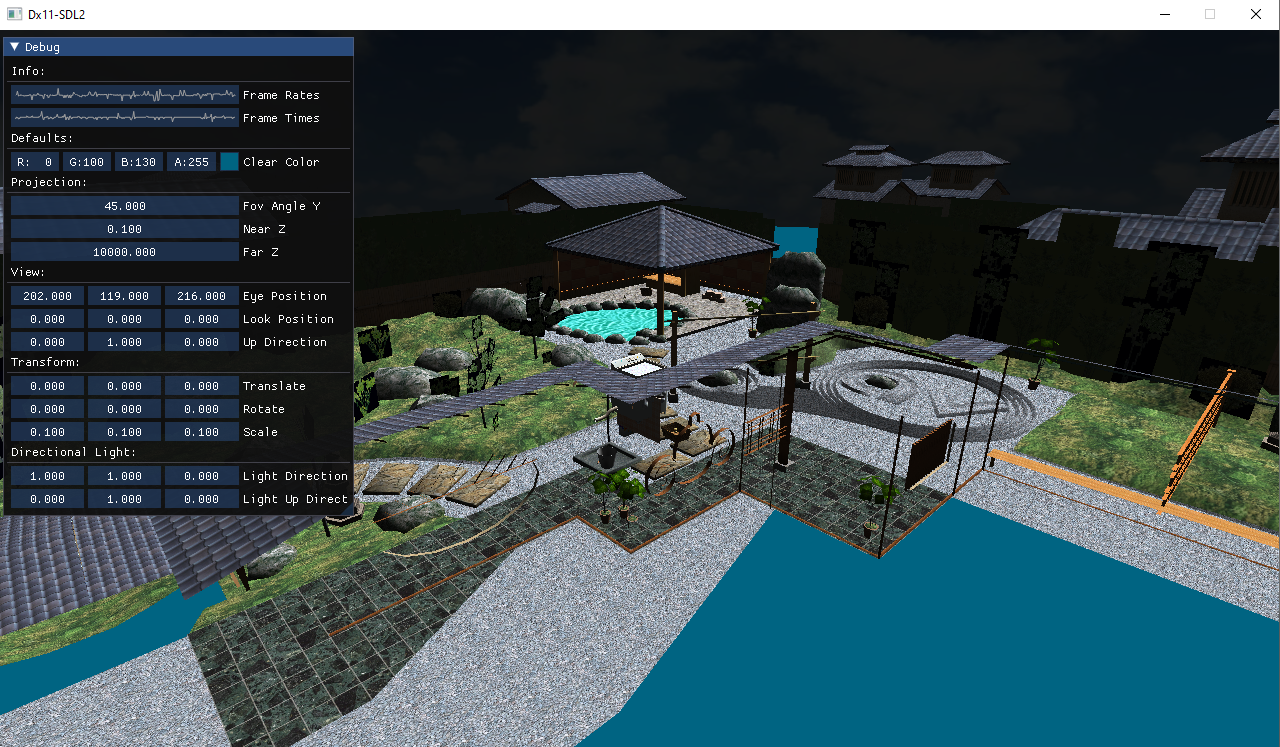 Dx11-SDL2
Debug
Info:
Frame Rates
Frame Times
Defaults:
R: 0 G:100 B:130 A:255 Clear Color
Projection:
45.000 Fov Angle Y
0.100 Near Z
10000.000 Far Z
View:
202.000 119.000 216.000 Eye Position
0.000 0.000 0.000 Look Position
0.000 1.000 0.000 Up Direction
Transform:
0.000 0.000 0.000 Translate
0.000 0.000 0.000 Rotate
0.100 0.100 0.100 Scale
Directional Light:
1.000 1.000 0.000 Light Direction
0.000 1.000 0.000 Light Up Direct